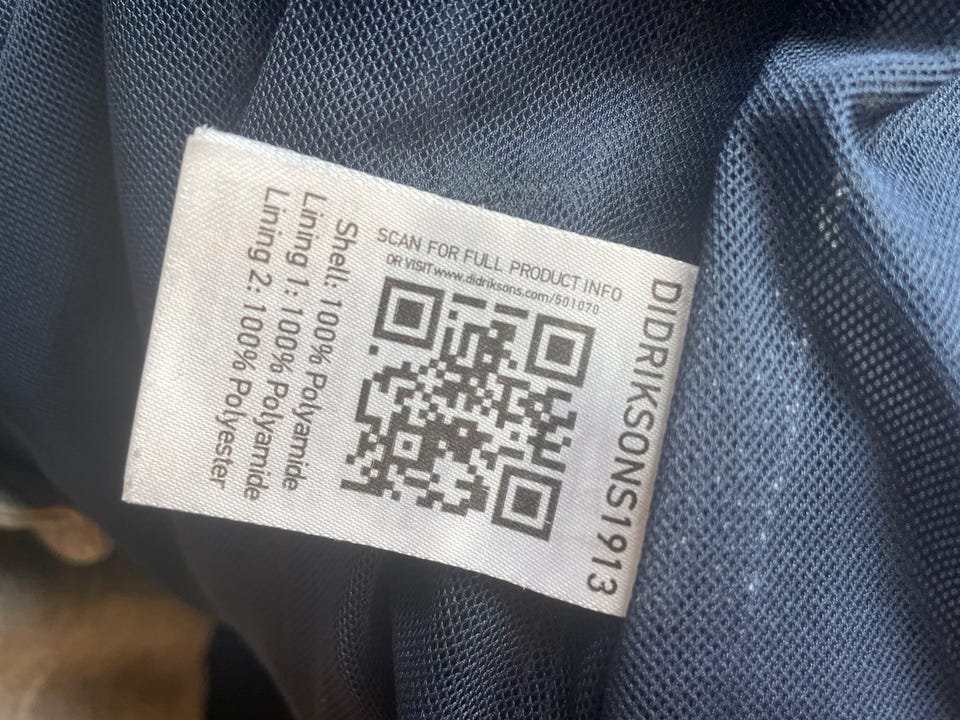 DIDRIKSONS1913
SCAN FOR FULL PRODUCT INFO
OR VISIT www.didriksons.com/501070
Shell: 100% Polyamide
Lining 1: 100% Polyamide
Lining 2: 100% Polyester